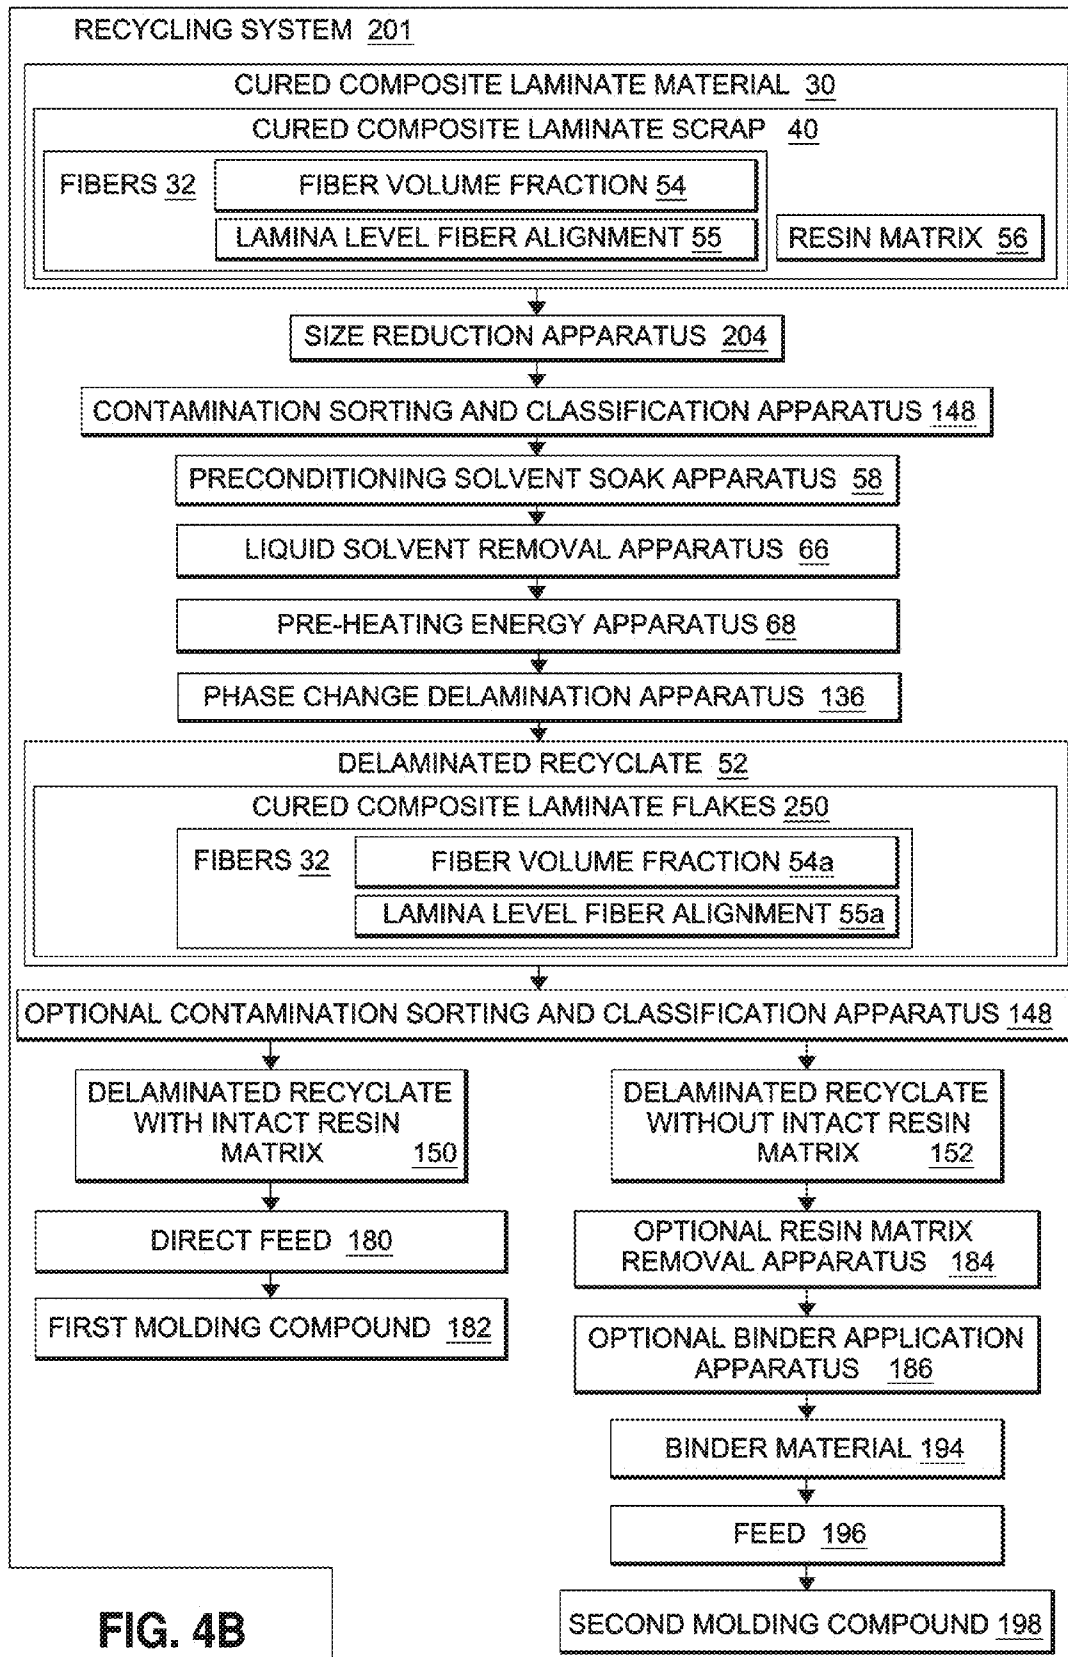 RECYCLING SYSTEM 201
CURED COMPOSITE LAMINATE MATERIAL 30
CURED COMPOSITE LAMINATE SCRAP 40
FIBERS 32
FIBER VOLUME FRACTION 54
LAMINA LEVEL FIBER ALIGNMENT 55
RESIN MATRIX 56
SIZE REDUCTION APPARATUS 204
CONTAMINATION SORTING AND CLASSIFICATION APPARATUS 148
PRECONDITIONING SOLVENT SOAK APPARATUS 58
LIQUID SOLVENT REMOVAL APPARATUS 66
PRE-HEATING ENERGY APPARATUS 68
PHASE CHANGE DELAMINATION APPARATUS 136
DELAMINATED RECYCLATE 52
CURED COMPOSITE LAMINATE FLAKES 250
FIBERS 32
FIBER VOLUME FRACTION 54a
LAMINA LEVEL FIBER ALIGNMENT 55a
OPTIONAL CONTAMINATION SORTING AND CLASSIFICATION APPARATUS 148
DELAMINATED RECYCLATE
WITH INTACT RESIN
MATRIX 150
DIRECT FEED 180
FIRST MOLDING COMPOUND 182
DELAMINATED RECYCLATE
WITHOUT INTACT RESIN
MATRIX 152
OPTIONAL RESIN MATRIX
REMOVAL APPARATUS 184
OPTIONAL BINDER APPLICATION
APPARATUS 186
BINDER MATERIAL 194
FEED 196
SECOND MOLDING COMPOUND 198
FIG. 4B